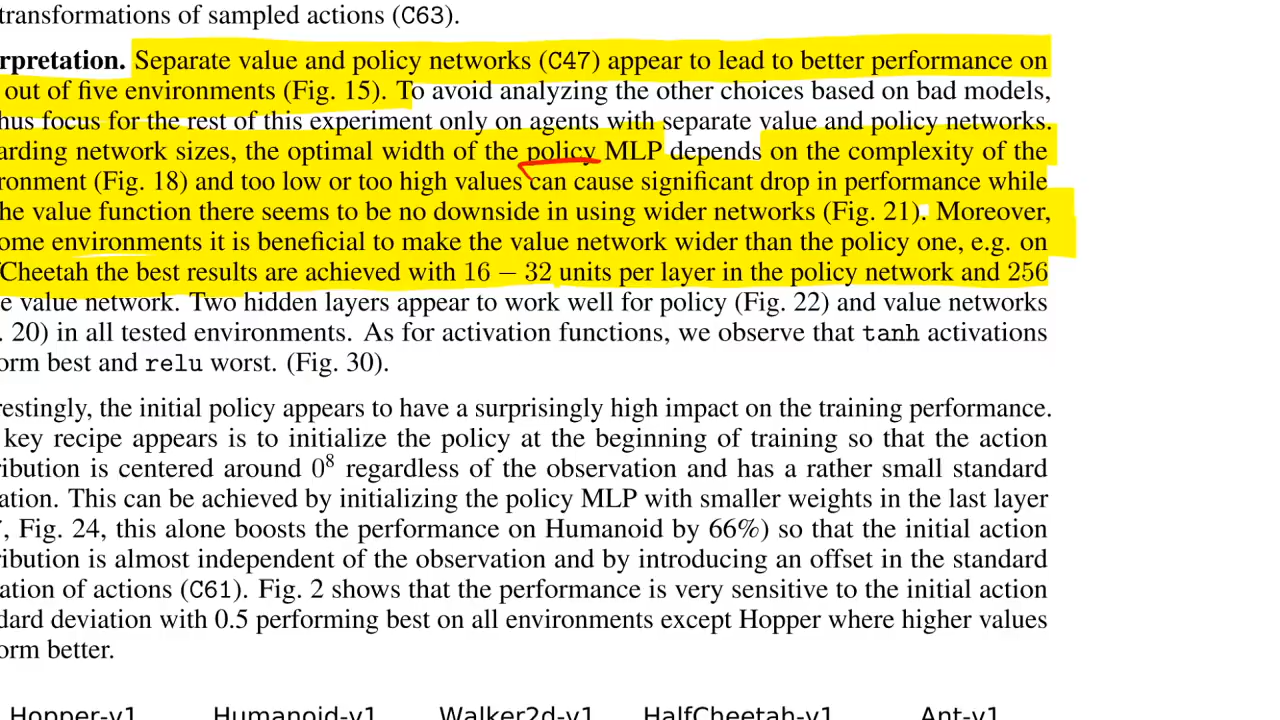 transformations of sampled actions (C63).
rpretation. Separate value and policy networks (C47) appear to lead to better performance on
out of five environments (Fig. 15). To avoid analyzing the other choices based on bad models,
hus focus for the rest of this experiment only on agents with separate value and policy networks.
arding network sizes, the optimal width of the policy MLP depends on the complexity of the
ronment (Fig. 18) and too low or too high values can cause significant drop in performance while
he value function there seems to be no downside in using wider networks (Fig. 21). Moreover,
ome environments it is beneficial to make the value network wider than the policy one, e.g. on
fCheetah the best results are achieved with 16 − 32 units per layer in the policy network and 256
e value network. Two hidden layers appear to work well for policy (Fig. 22) and value networks
. 20) in all tested environments. As for activation functions, we observe that tanh activations
orm best and relu worst. (Fig. 30).
restingly, the initial policy appears to have a surprisingly high impact on the training performance.
key recipe appears is to initialize the policy at the beginning of training so that the action
ribution is centered around 0⁸ regardless of the observation and has a rather small standard
ation. This can be achieved by initializing the policy MLP with smaller weights in the last layer
, Fig. 24, this alone boosts the performance on Humanoid by 66%) so that the initial action
ribution is almost independent of the observation and by introducing an offset in the standard
ation of actions (C61). Fig. 2 shows that the performance is very sensitive to the initial action
dard deviation with 0.5 performing best on all environments except Hopper where higher values
orm better.
Hopper-v1 Humanoid-v1 Walker2d-v1 HalfCheetah-v1 Ant-v1